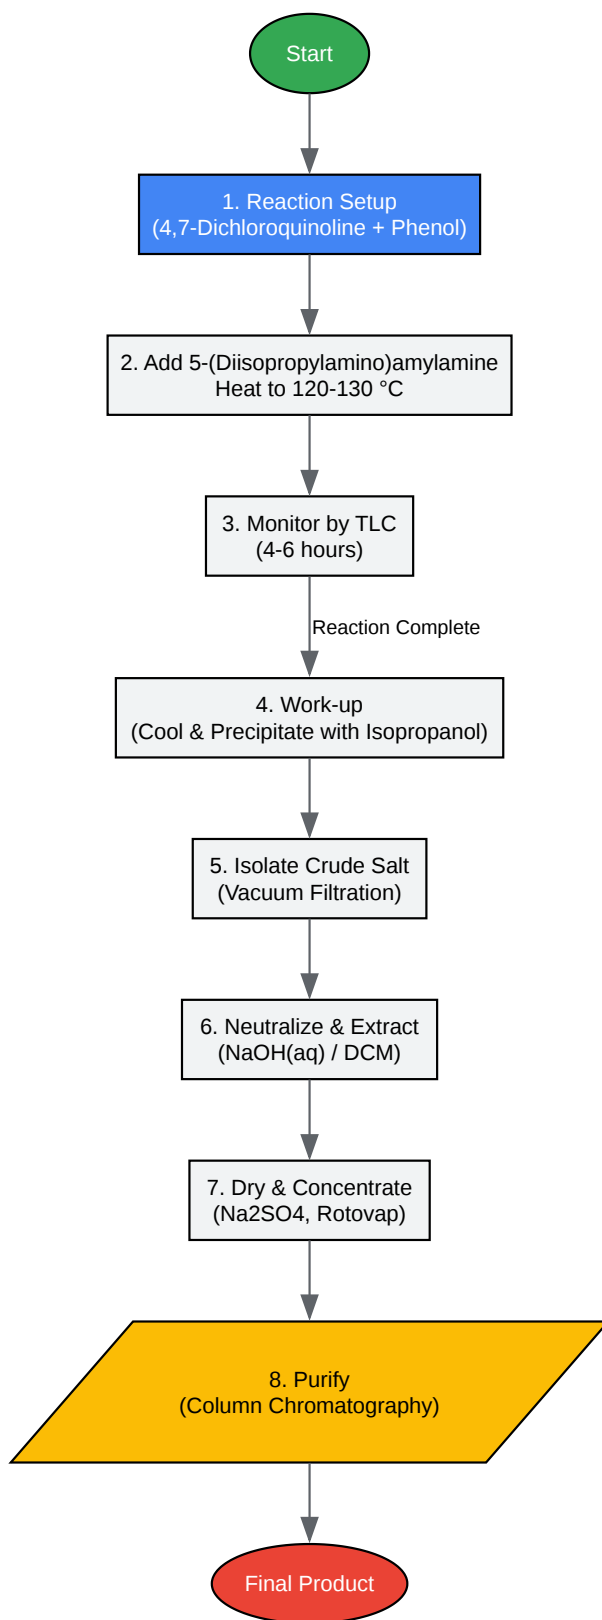 Start
1. Reaction Setup
(4,7-Dichloroquinoline + Phenol)
2. Add 5-(Diisopropylamino)amylamine
Heat to 120-130 °C
3. Monitor by TLC
(4-6 hours)
Reaction Complete
4. Work-up
(Cool & Precipitate with Isopropanol)
5. Isolate Crude Salt
(Vacuum Filtration)
6. Neutralize & Extract
(NaOH(aq) / DCM)
7. Dry & Concentrate
(Na2SO4, Rotovap)
8. Purify
(Column Chromatography)
Final Product